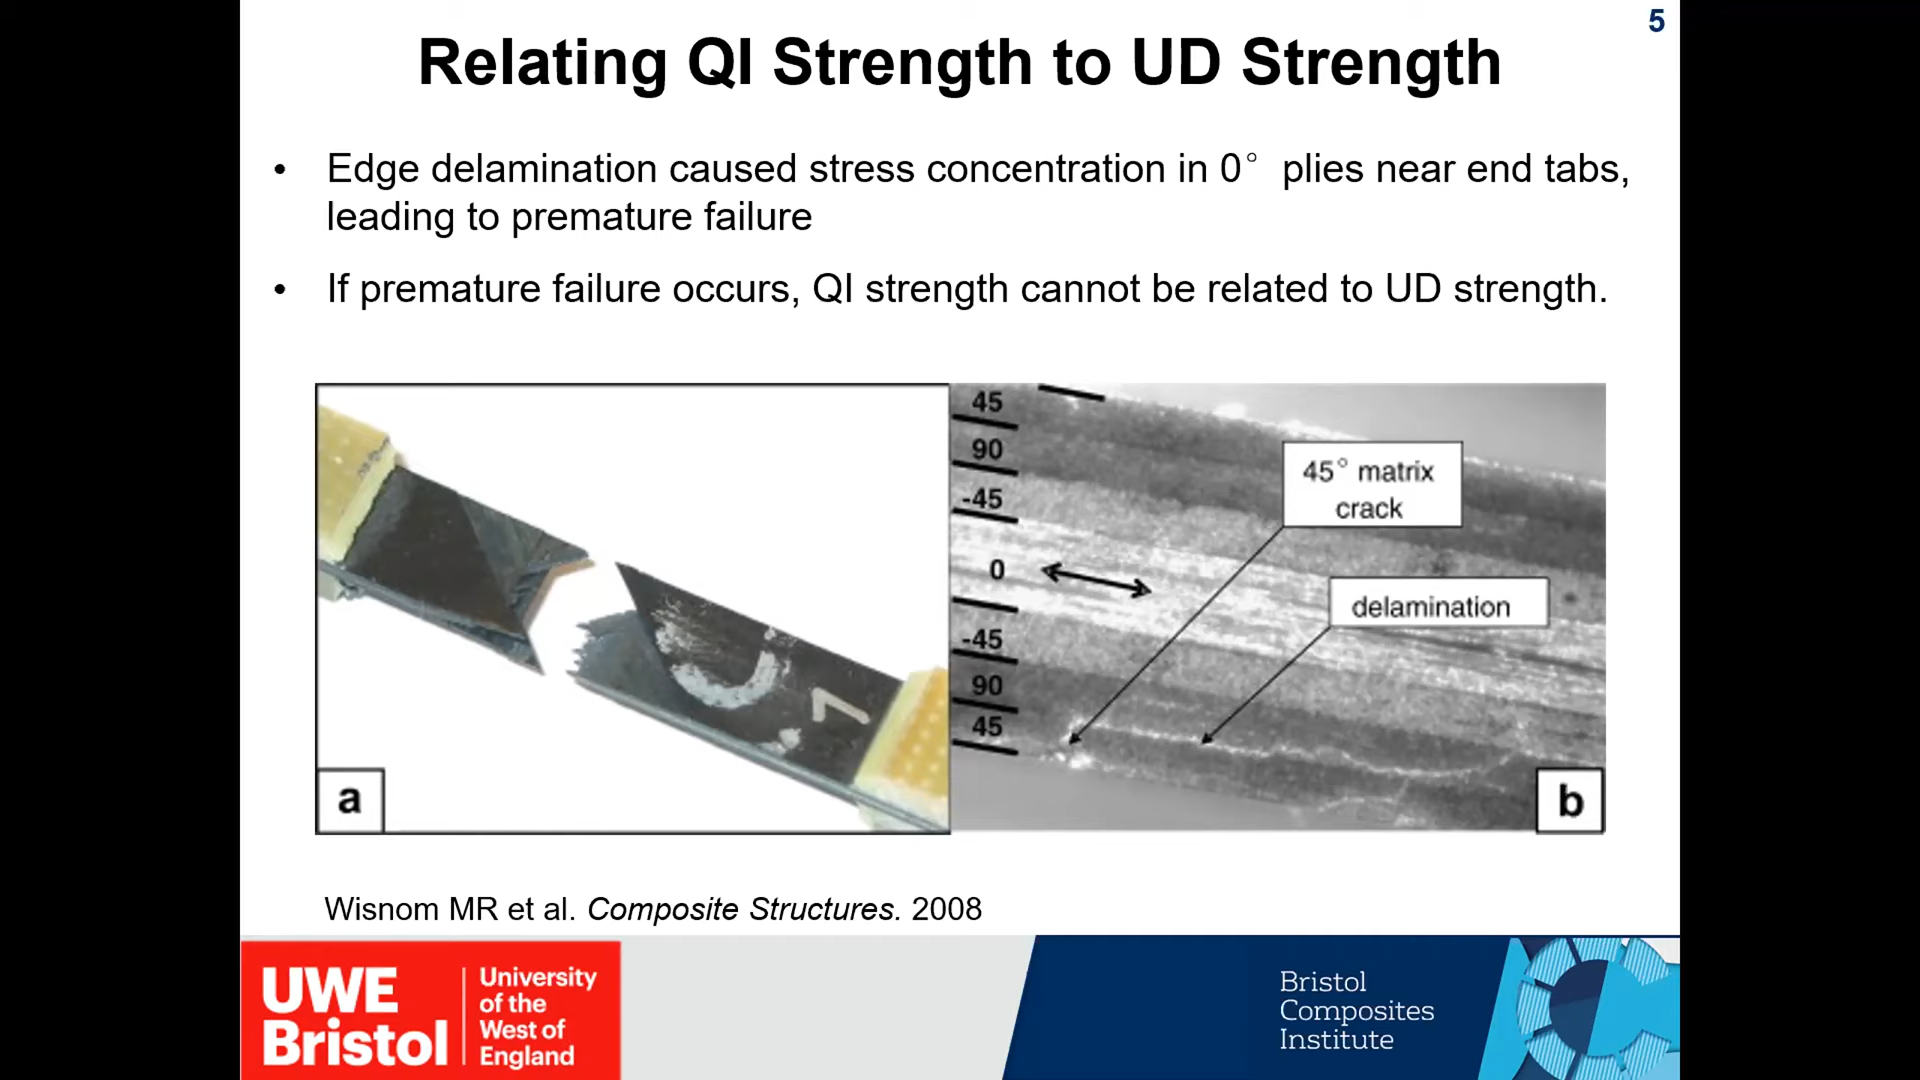 5
Relating QI Strength to UD Strength
• Edge delamination caused stress concentration in 0° plies near end tabs,
leading to premature failure
• If premature failure occurs, QI strength cannot be related to UD strength.
45
90
-45
0
-45
90
45
45° matrix
crack
delamination
7
a
b
Wisnom MR et al. Composite Structures. 2008
UWE
Bristol
University
of the
West of
England
Bristol
Composites
Institute